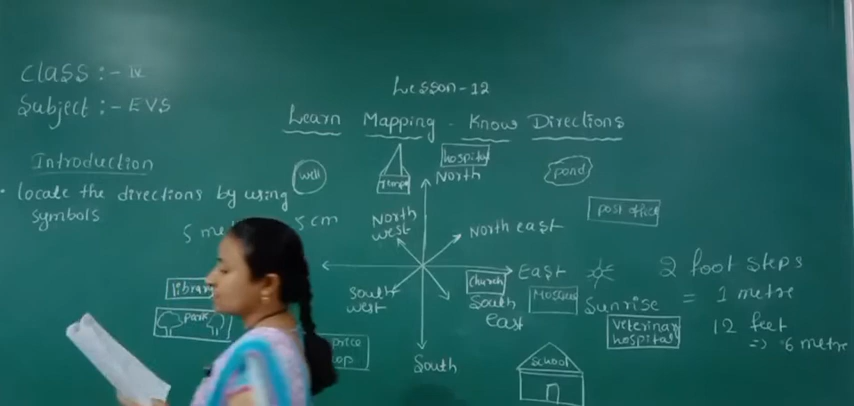 Class :- IV
Subject :- EVS
Lesson-12
Learn Mapping - Know Directions
Introduction
• locate the directions by using
symbols
well
Temple
hospital
North
pond
post office
5 cm
North
west
North east
East
2 foot steps
= 1 metre
12 feet
=> 6 metre
library
park
South
west
church
South
East
Mosque
Sunrise
veterinary
hospital
price
South
School